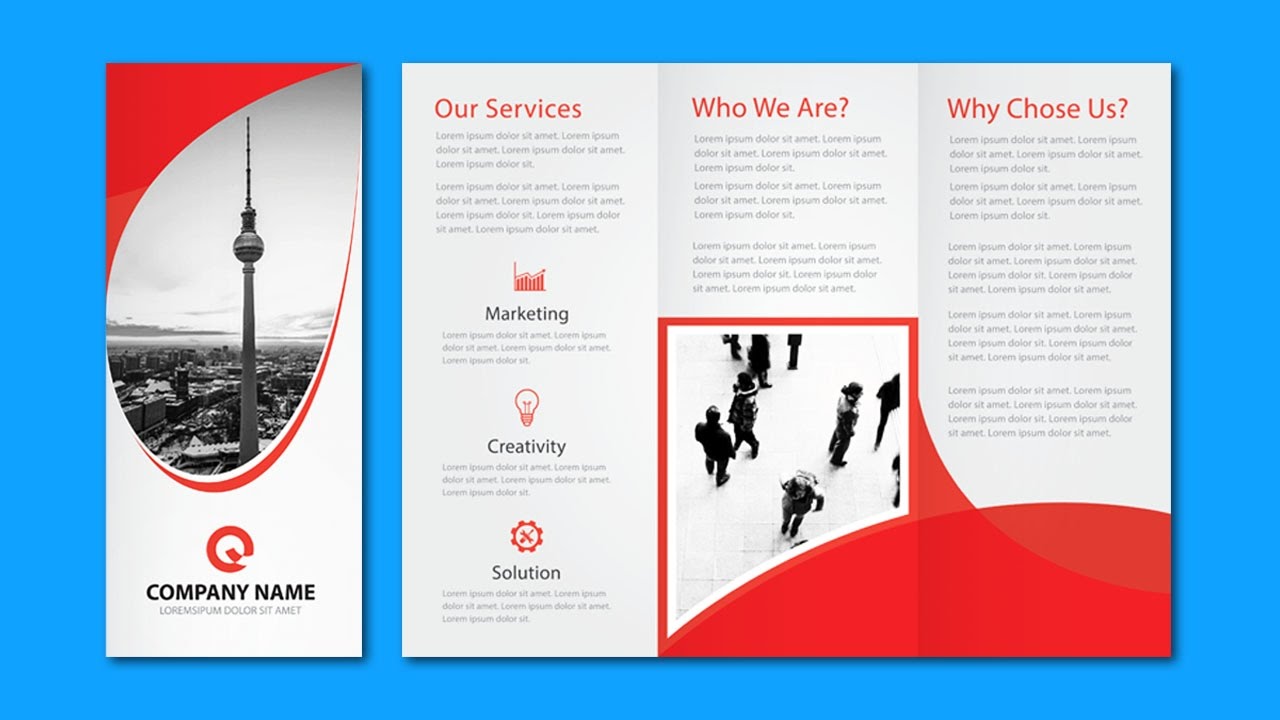 COMPANY NAME
LOREMSIPUM DOLOR SIT AMET
Our Services
Lorem ipsum dolor sit amet. Lorem ipsum
dolor sit amet. Lorem ipsum dolor sit amet.
Lorem ipsum dolor sit.
Lorem ipsum dolor sit amet. Lorem ipsum
dolor sit amet. Lorem ipsum dolor sit amet.
Lorem ipsum dolor sit. Lorem ipsum dolor
sit amet. Lorem ipsum dolor sit amet.
Marketing
Lorem ipsum dolor sit amet. Lorem ipsum
dolor sit amet. Lorem ipsum dolor sit amet.
Lorem ipsum dolor sit.
Creativity
Lorem ipsum dolor sit amet. Lorem ipsum
dolor sit amet. Lorem ipsum dolor sit amet.
Lorem ipsum dolor sit.
Solution
Lorem ipsum dolor sit amet. Lorem ipsum
dolor sit amet. Lorem ipsum dolor sit amet.
Lorem ipsum dolor sit.
Who We Are?
Lorem ipsum dolor sit amet. Lorem ipsum
dolor sit amet. Lorem ipsum dolor sit amet.
Lorem ipsum dolor sit.
Lorem ipsum dolor sit amet. Lorem ipsum
dolor sit amet. Lorem ipsum dolor sit amet.
Lorem ipsum dolor sit.
Lorem ipsum dolor sit amet. Lorem ipsum
dolor sit amet. Lorem ipsum dolor sit amet.
Lorem ipsum dolor sit. Lorem ipsum dolor
sit amet. Lorem ipsum dolor sit amet.
Why Chose Us?
Lorem ipsum dolor sit amet. Lorem ipsum
dolor sit amet. Lorem ipsum dolor sit amet.
Lorem ipsum dolor sit.
Lorem ipsum dolor sit amet. Lorem ipsum
dolor sit amet. Lorem ipsum dolor sit amet.
Lorem ipsum dolor sit.
Lorem ipsum dolor sit amet. Lorem ipsum
dolor sit amet. Lorem ipsum dolor sit amet.
Lorem ipsum dolor sit. Lorem ipsum dolor
sit amet. Lorem ipsum dolor sit amet.
Lorem ipsum dolor sit amet. Lorem ipsum
dolor sit amet. Lorem ipsum dolor sit amet.
Lorem ipsum dolor sit. Lorem ipsum dolor
sit amet. Lorem ipsum dolor sit amet.
Lorem ipsum dolor sit amet. Lorem ipsum
dolor sit amet. Lorem ipsum dolor sit amet.
Lorem ipsum dolor sit. Lorem ipsum dolor
sit amet. Lorem ipsum dolor sit amet.